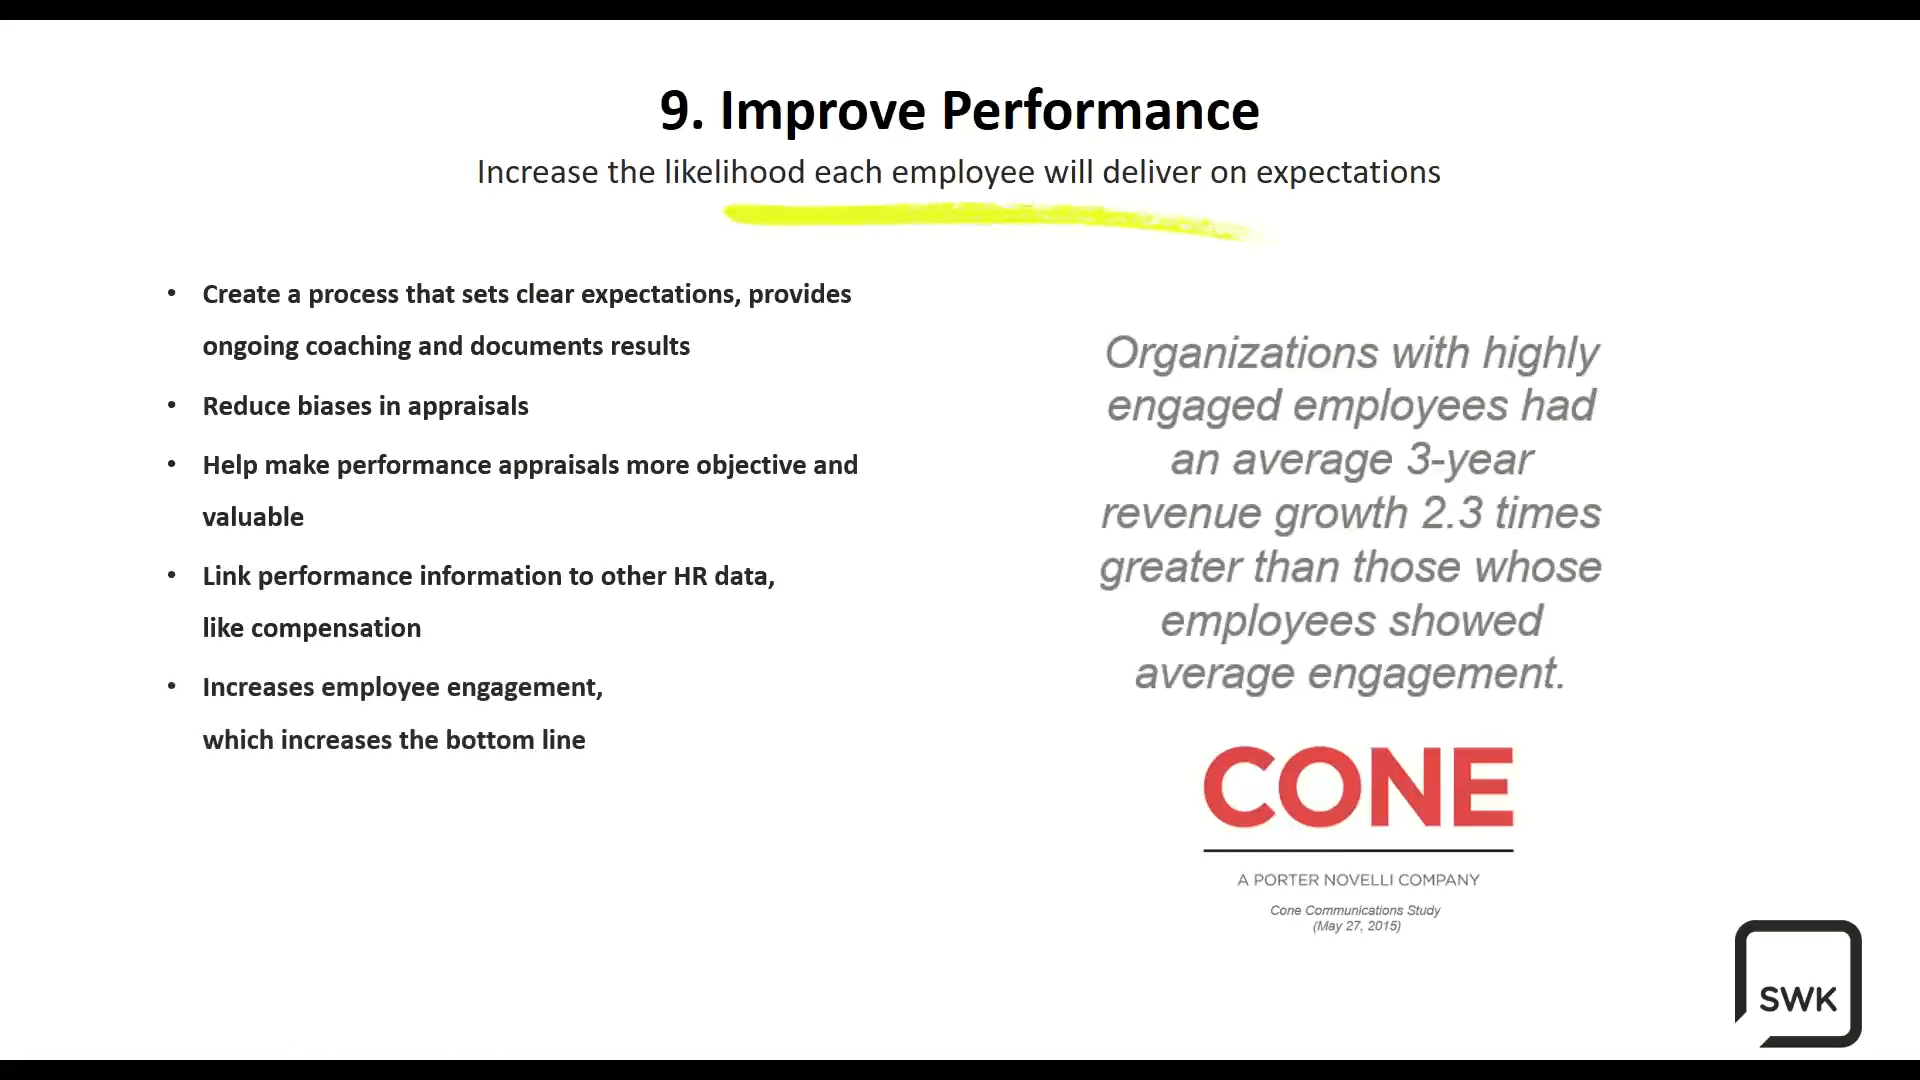 9. Improve Performance
Increase the likelihood each employee will deliver on expectations
• Create a process that sets clear expectations, provides
ongoing coaching and documents results
• Reduce biases in appraisals
• Help make performance appraisals more objective and
valuable
• Link performance information to other HR data,
like compensation
• Increases employee engagement,
which increases the bottom line
Organizations with highly
engaged employees had
an average 3-year
revenue growth 2.3 times
greater than those whose
employees showed
average engagement.
CONE
A PORTER NOVELLI COMPANY
Cone Communications Study
(May 27, 2015)
SWK